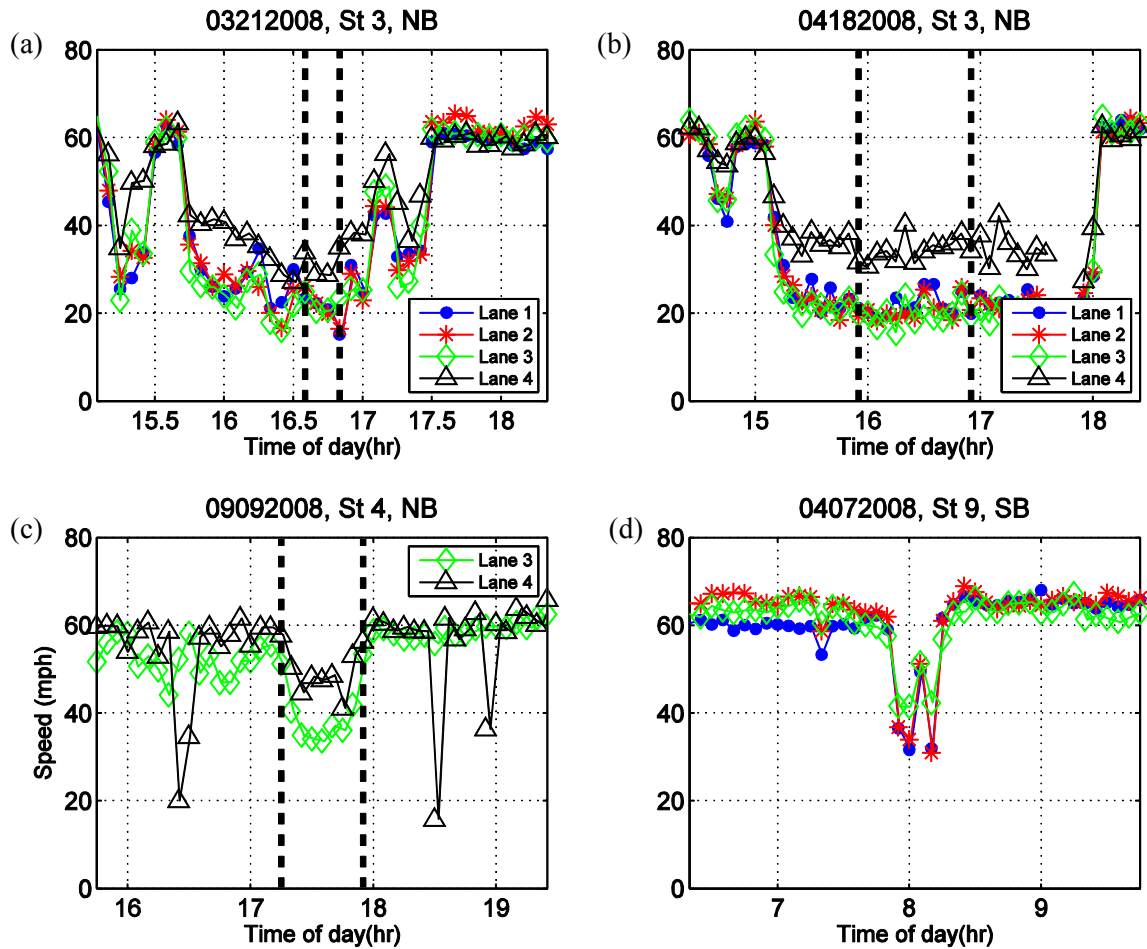 (a)
03212008, St 3, NB
80
60
40
20
0
15.5
16
16.5
17
17.5
18
Time of day(hr)
Lane 1
Lane 2
Lane 3
Lane 4
(b)
04182008, St 3, NB
80
60
40
20
0
15
16
17
18
Time of day(hr)
Lane 1
Lane 2
Lane 3
Lane 4
(c)
09092008, St 4, NB
Speed (mph)
80
60
40
20
0
16
17
18
19
Time of day(hr)
Lane 3
Lane 4
(d)
04072008, St 9, SB
80
60
40
20
0
7
8
9
Time of day(hr)